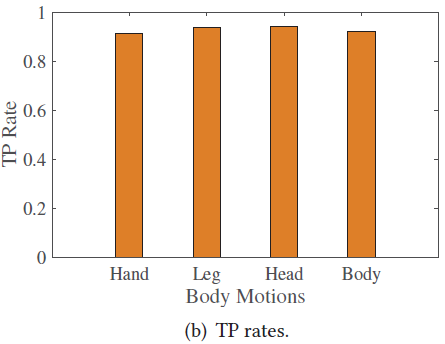 1
0.8
0.6
0.4
0.2
0
TP Rate
Hand Leg Head Body
Body Motions
(b) TP rates.